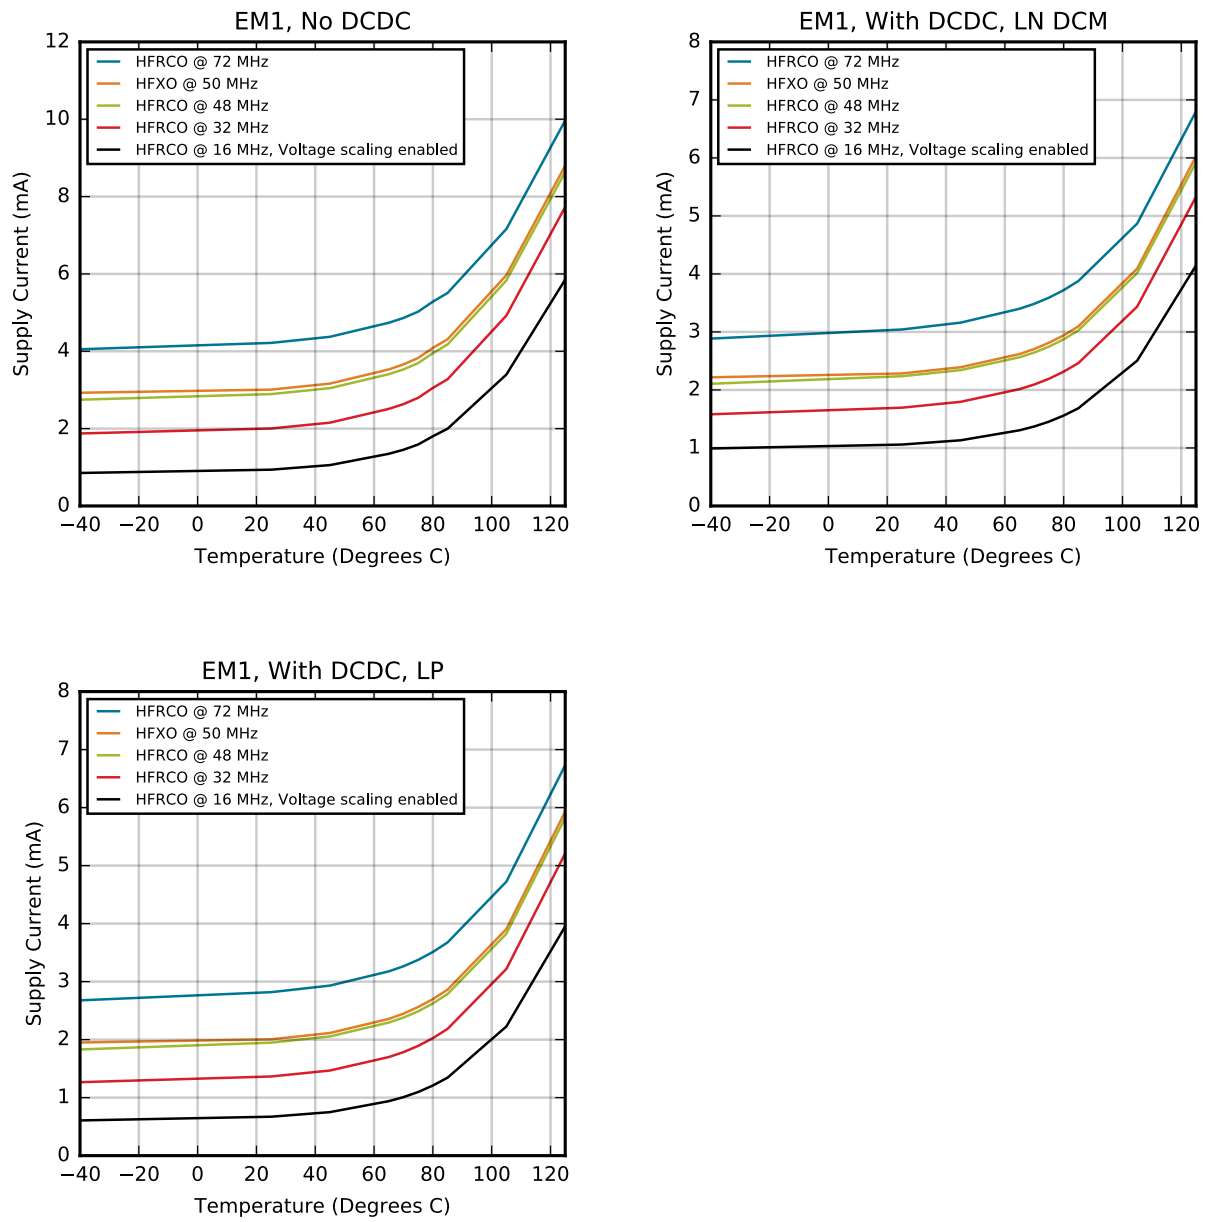 EM1, No DCDC
12
10
8
6
4
2
0
Supply Current (mA)
HFRCO @ 72 MHz
HFXO @ 50 MHz
HFRCO @ 48 MHz
HFRCO @ 32 MHz
HFRCO @ 16 MHz, Voltage scaling enabled
−40 −20 0 20 40 60 80 100 120
Temperature (Degrees C)
EM1, With DCDC, LN DCM
8
7
6
5
4
3
2
1
0
Supply Current (mA)
HFRCO @ 72 MHz
HFXO @ 50 MHz
HFRCO @ 48 MHz
HFRCO @ 32 MHz
HFRCO @ 16 MHz, Voltage scaling enabled
−40 −20 0 20 40 60 80 100 120
Temperature (Degrees C)
EM1, With DCDC, LP
8
7
6
5
4
3
2
1
0
Supply Current (mA)
HFRCO @ 72 MHz
HFXO @ 50 MHz
HFRCO @ 48 MHz
HFRCO @ 32 MHz
HFRCO @ 16 MHz, Voltage scaling enabled
−40 −20 0 20 40 60 80 100 120
Temperature (Degrees C)